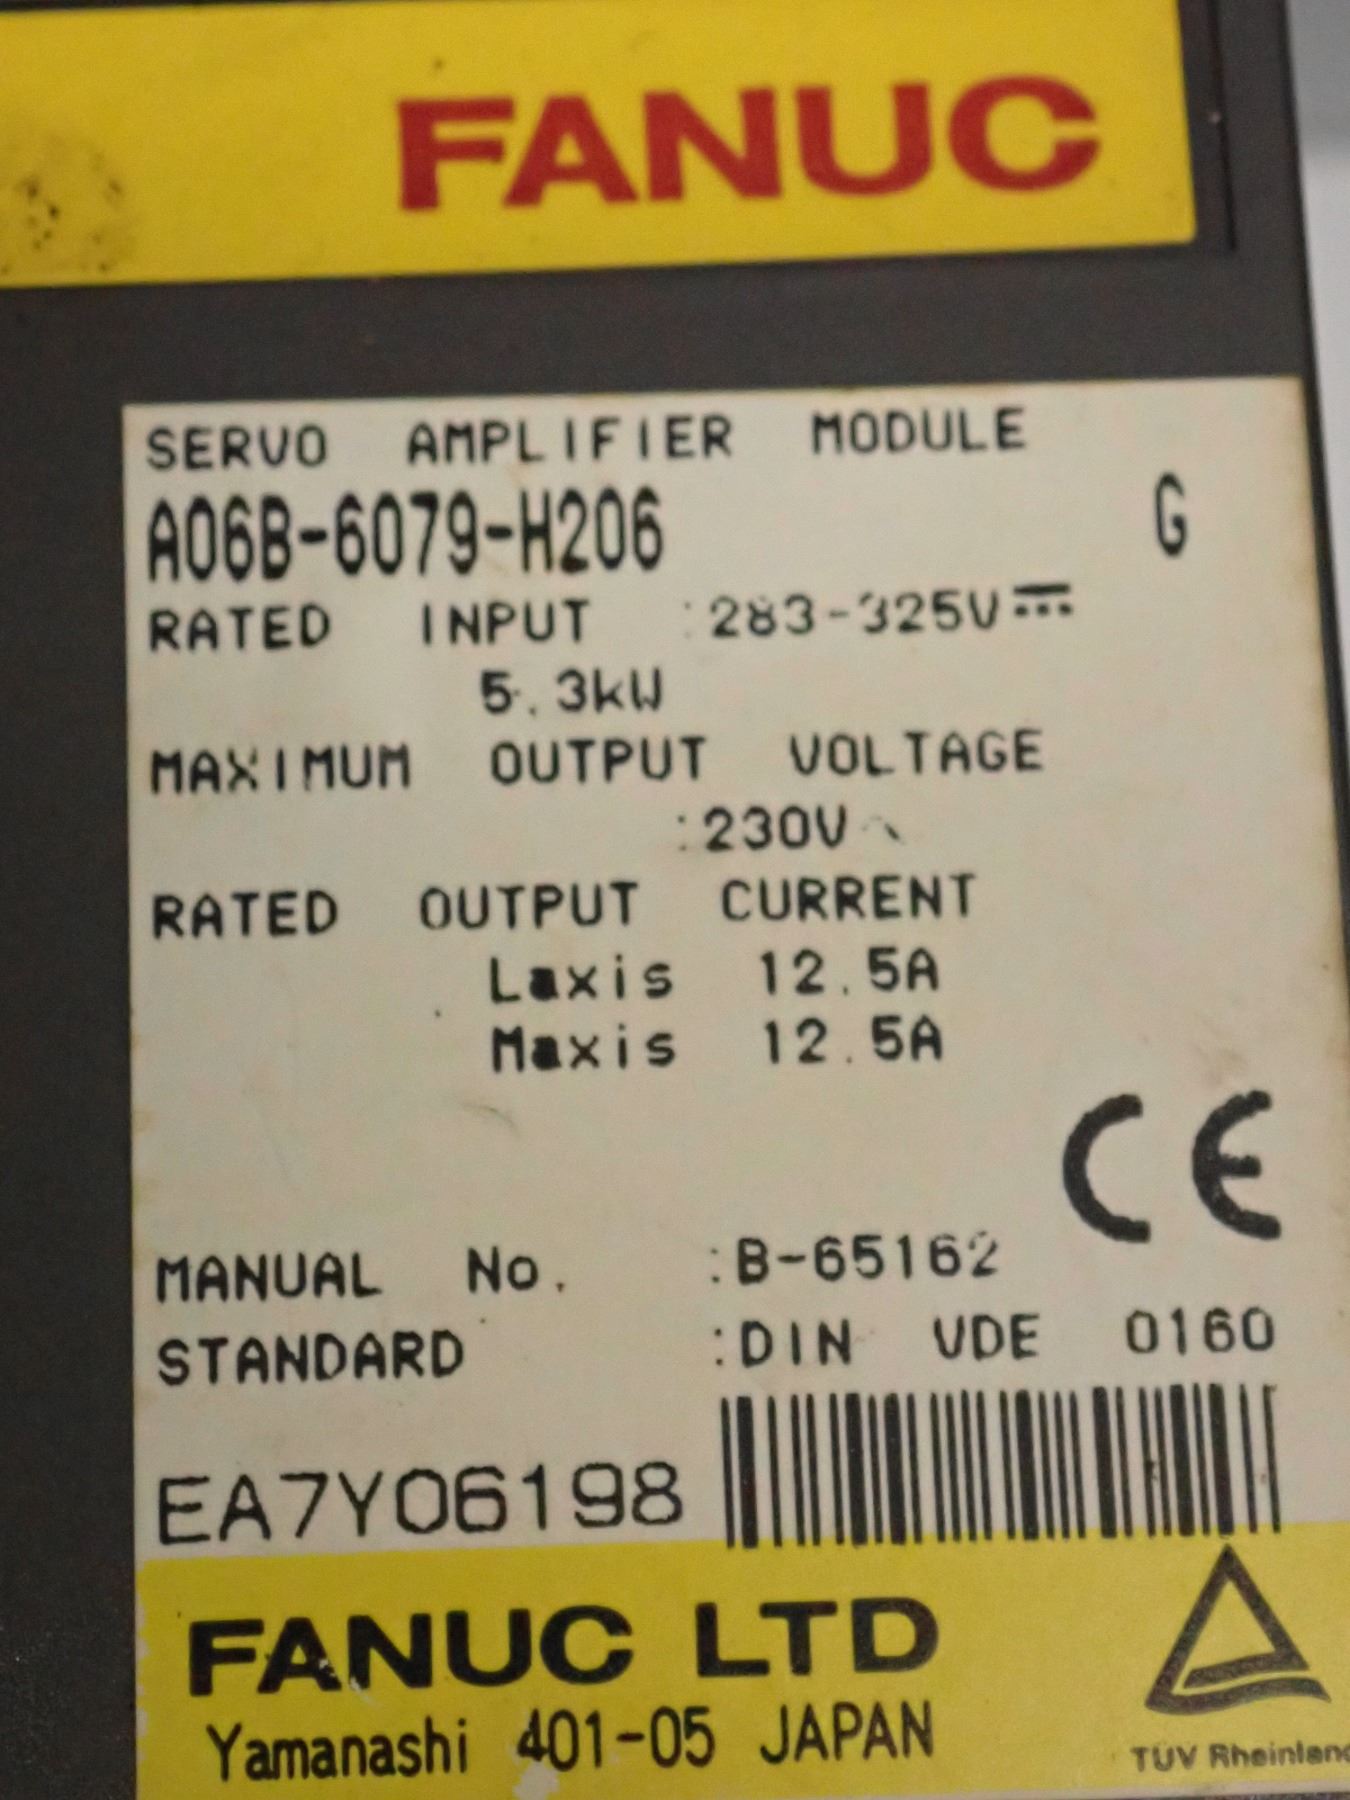 FANUC
SERVO AMPLIFIER MODULE
A06B-6079-H206 G
RATED INPUT :283-325V⎓
5.3kW
MAXIMUM OUTPUT VOLTAGE
:230V~
RATED OUTPUT CURRENT
Laxis 12.5A
Maxis 12.5A
CE
MANUAL No. :B-65162
STANDARD :DIN VDE 0160
EA7Y06198
FANUC LTD
Yamanashi 401-05 JAPAN
TÜV Rheinland